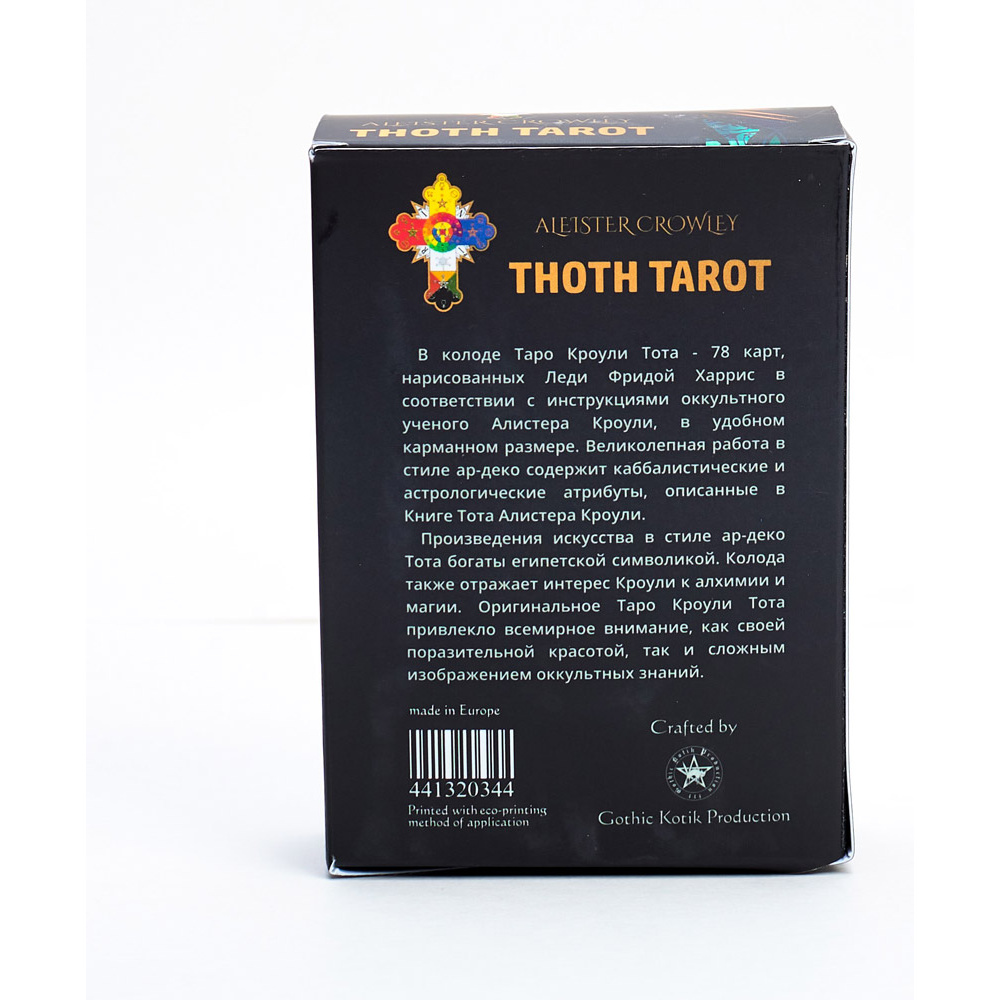 ALEISTER CROWLEY
THOTH TAROT
ALEISTER CROWLEY
THOTH TAROT
В колоде Таро Кроули Тота - 78 карт,
нарисованных Леди Фридой Харрис в
соответствии с инструкциями оккультного
ученого Алистера Кроули, в удобном
карманном размере. Великолепная работа в
стиле ар-деко содержит каббалистические и
астрологические атрибуты, описанные в
Книге Тота Алистера Кроули.
Произведения искусства в стиле ар-деко
Тота богаты египетской символикой. Колода
также отражает интерес Кроули к алхимии и
магии. Оригинальное Таро Кроули Тота
привлекло всемирное внимание, как своей
поразительной красотой, так и сложным
изображением оккультных знаний.
made in Europe
441320344
Printed with eco-printing
method of application
Crafted by
Gothic Kotik Production
III
Gothic Kotik Production